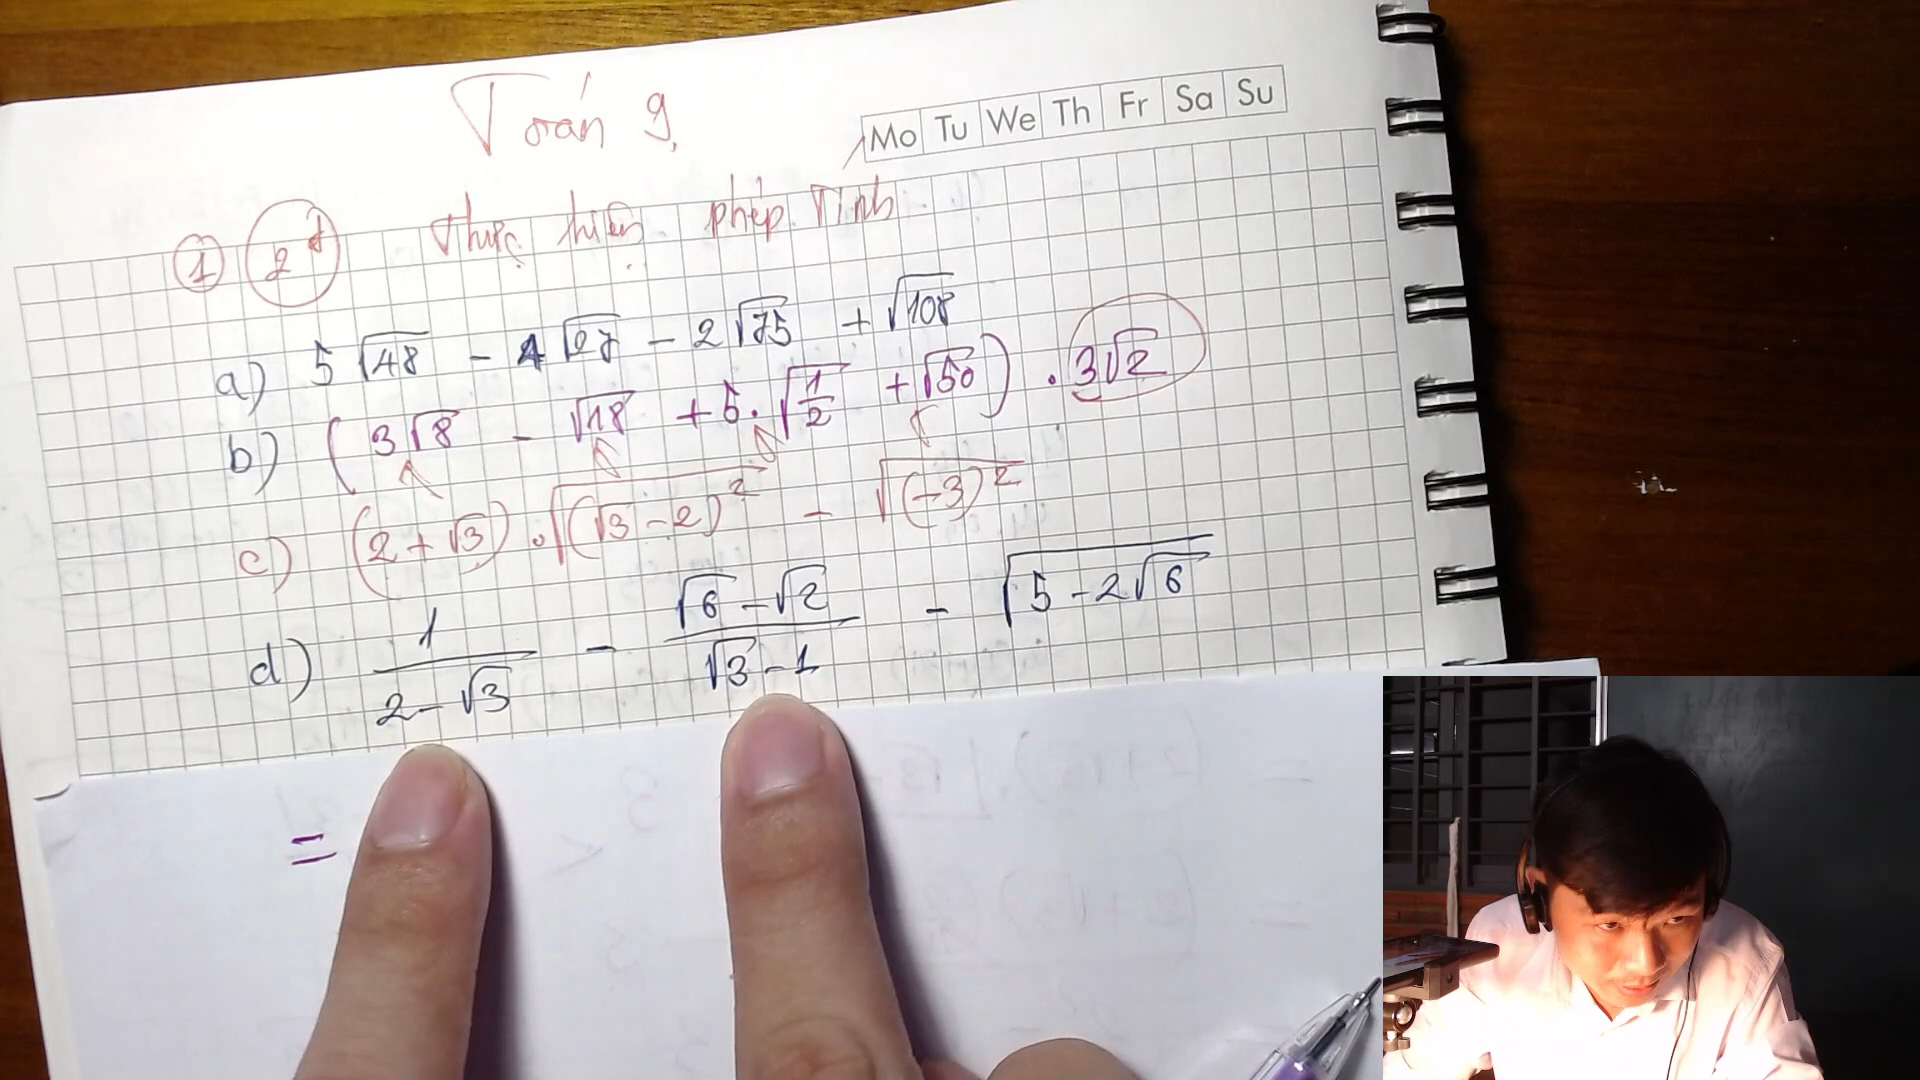 Toán 9.
Mo Tu We Th Fr Sa Su
1 2đ Thực hiện phép tính
a) 5√48 - 4√27 - 2√75 + √108
b) (3√8 - √18 + 5.√(1/2) + √50) . 3√2
c) (2+√3) . √((√3-2)²) - √((-3)²)
d) 1/(2-√3) - (√6-√2)/(√3-1) - √(5-2√6)
=